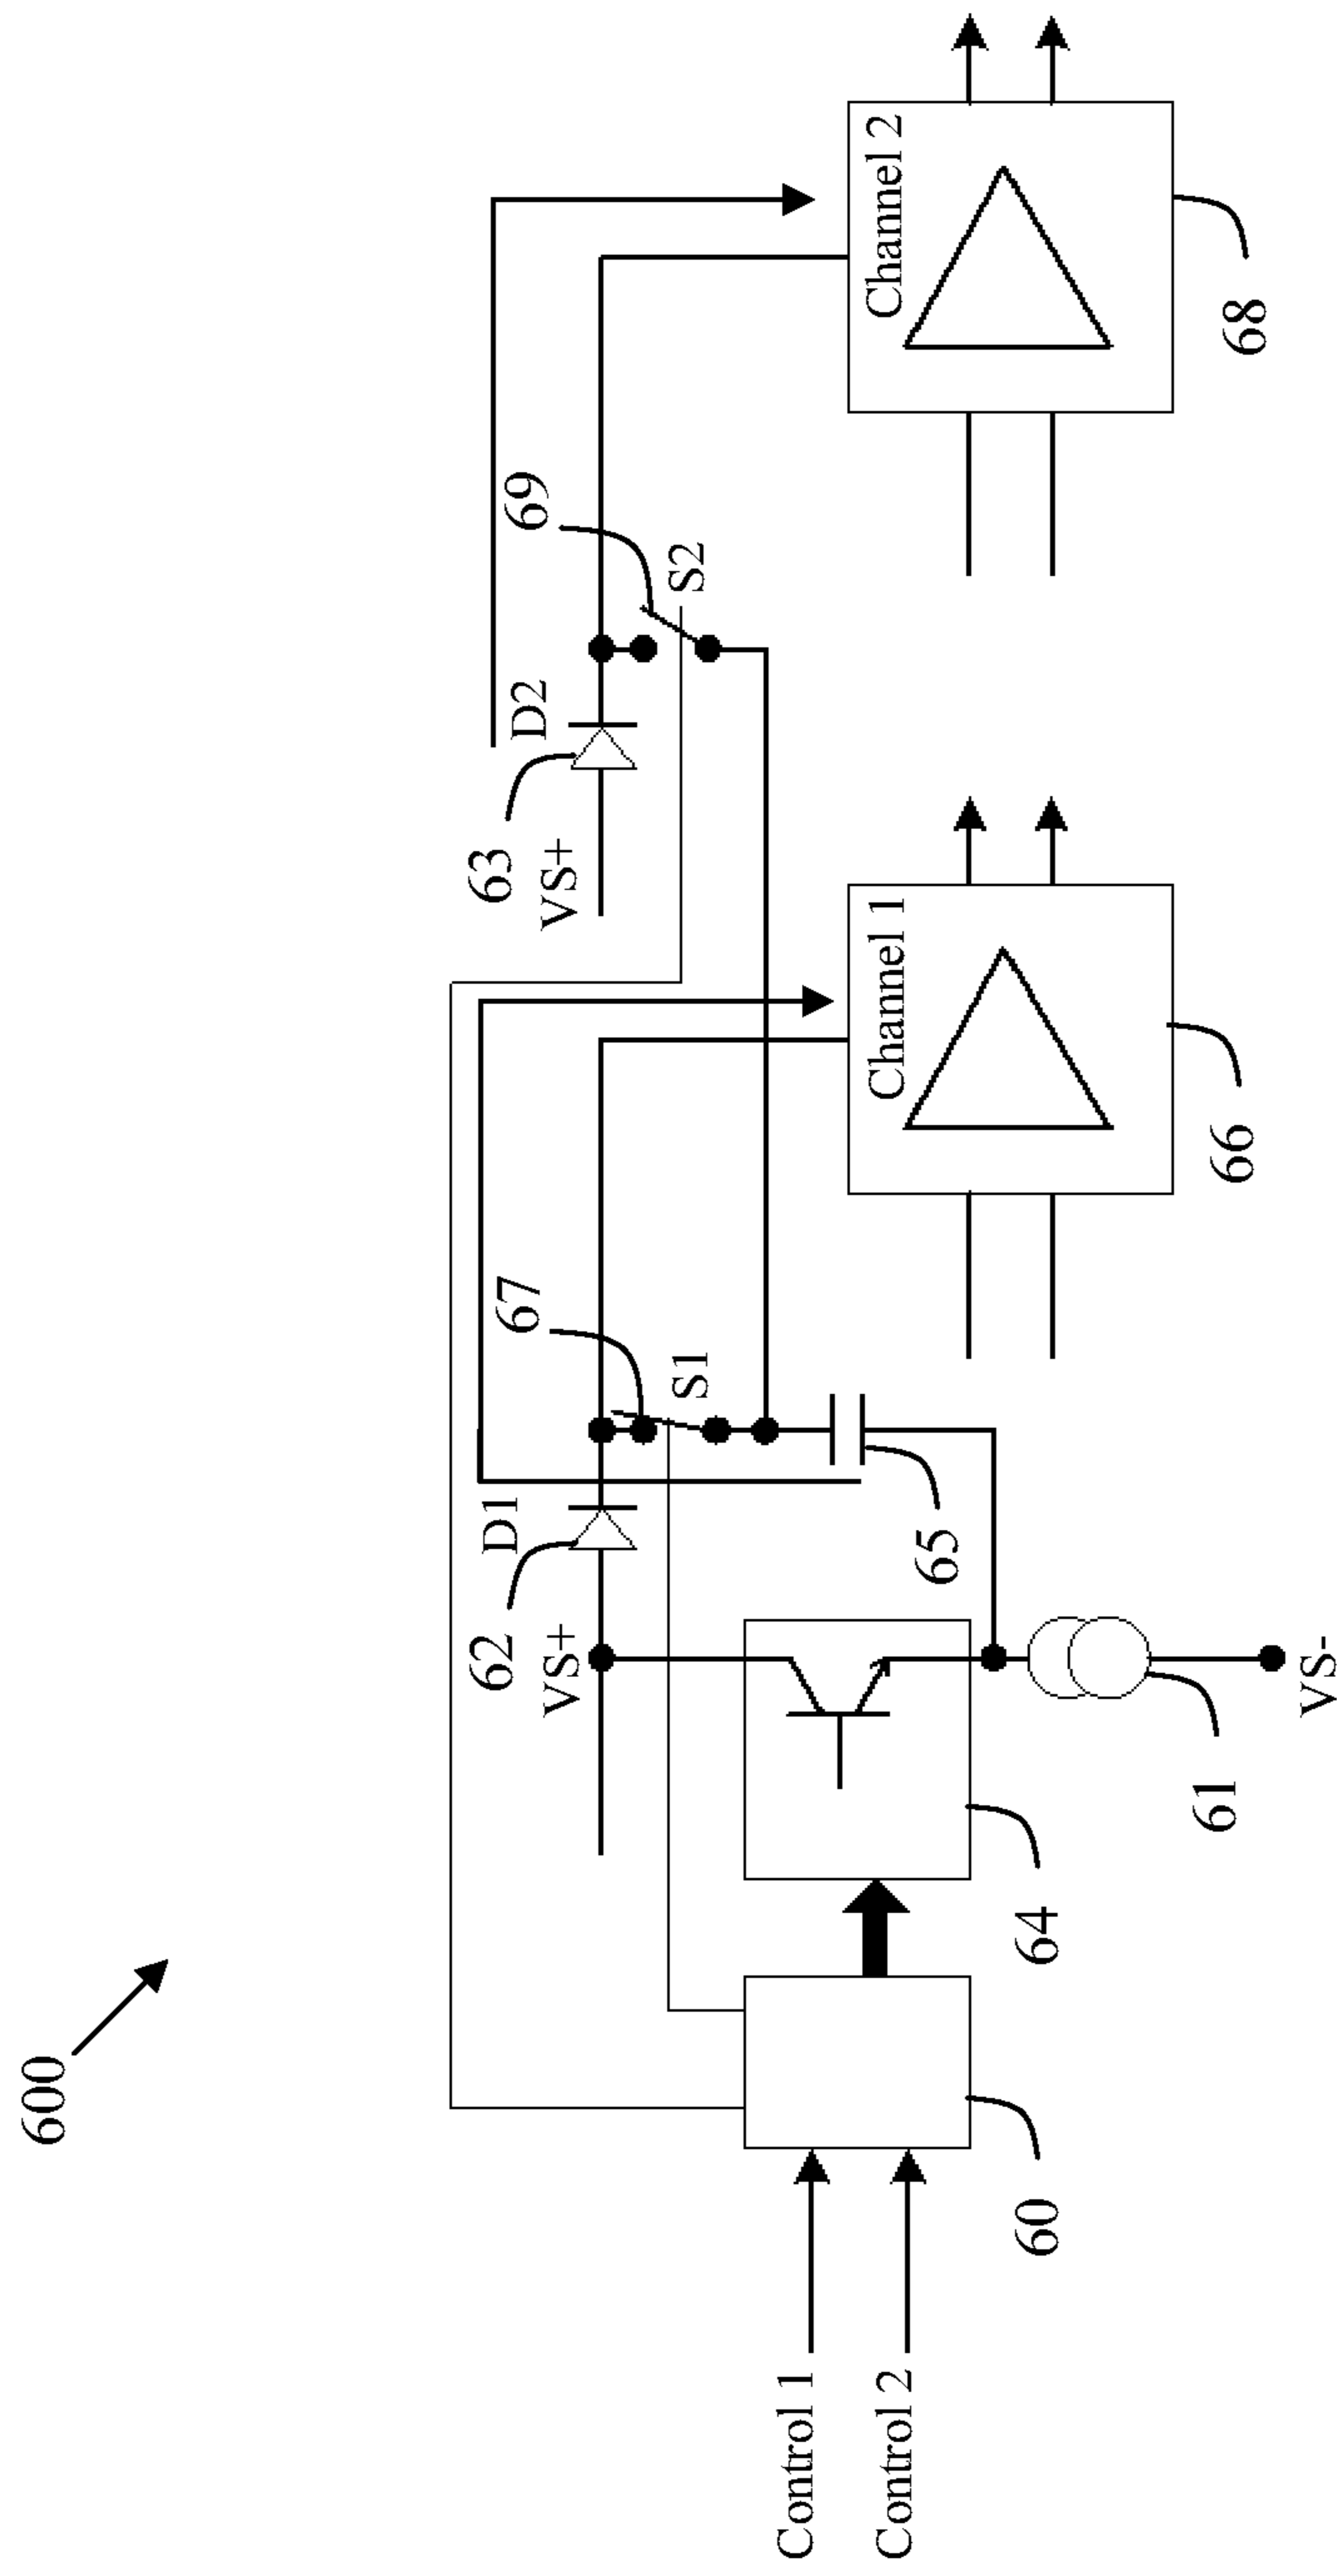 600
Control 1
Control 2
60
64
61
VS-
VS+
62
D1
65
67
S1
66
Channel 1
VS+
63
D2
69
S2
68
Channel 2